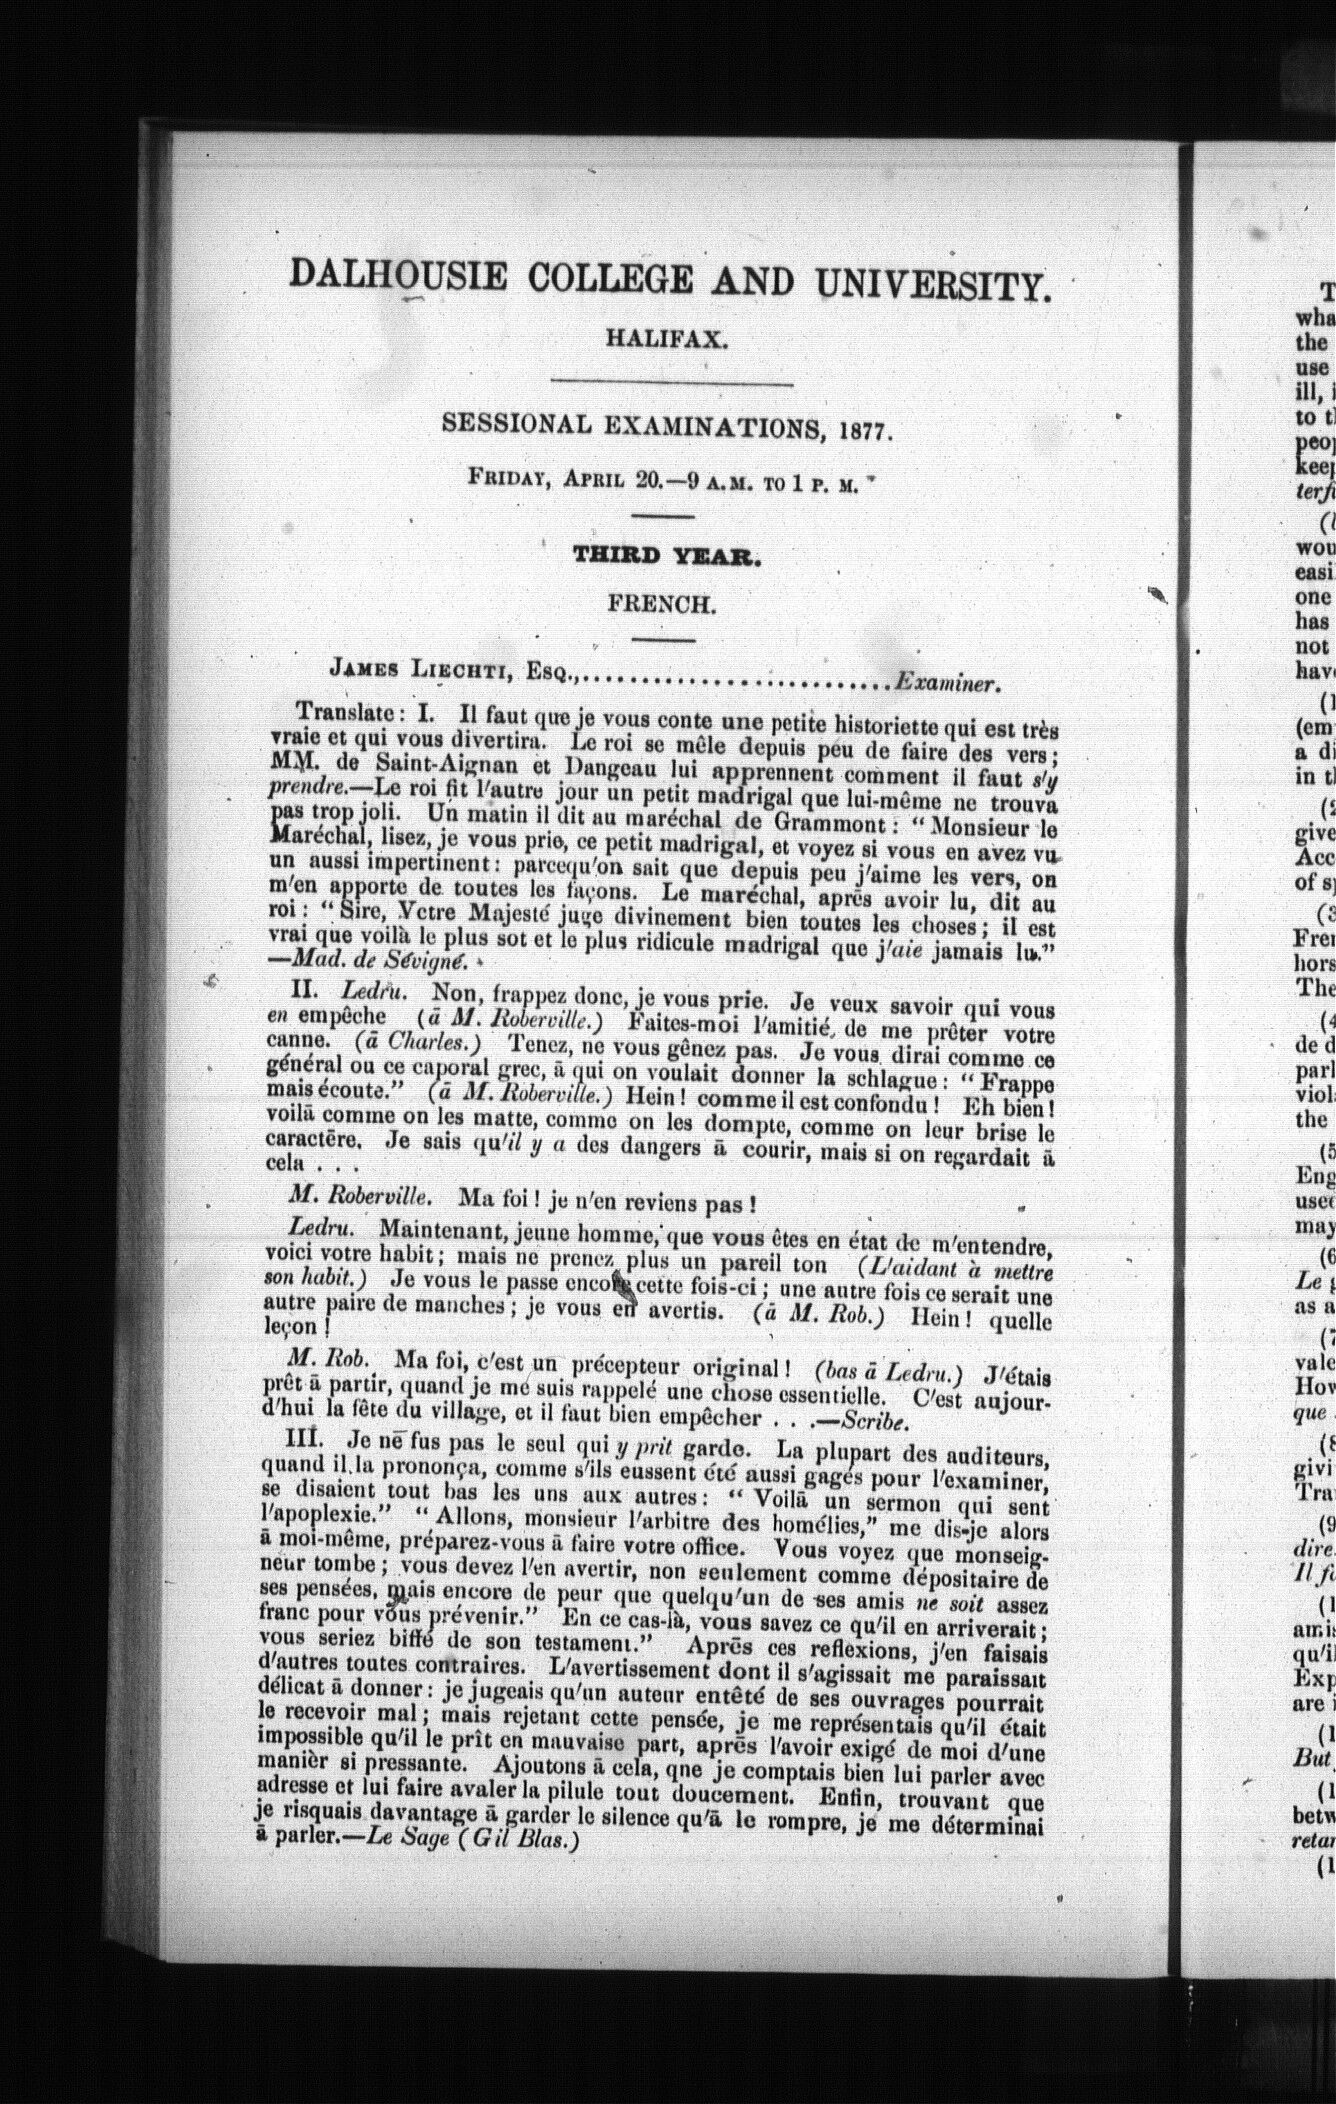 DALHOUSIE COLLEGE AND UNIVERSITY.
HALIFAX.
SESSIONAL EXAMINATIONS, 1877.
FRIDAY, APRIL 20.—9 A.M. TO 1 P. M.
THIRD YEAR.
FRENCH.
JAMES LIECHTI, ESQ.,...........................Examiner.
Translate: I. Il faut que je vous conte une petite historiette qui est très
vraie et qui vous divertira. Le roi se mêle depuis peu de faire des vers;
MM. de Saint-Aignan et Dangeau lui apprennent comment il faut s'y
prendre.—Le roi fit l'autre jour un petit madrigal que lui-même ne trouva
pas trop joli. Un matin il dit au maréchal de Grammont: "Monsieur le
Maréchal, lisez, je vous prie, ce petit madrigal, et voyez si vous en avez vu
un aussi impertinent: parcequ'on sait que depuis peu j'aime les vers, on
m'en apporte de toutes les façons. Le maréchal, aprēs avoir lu, dit au
roi: "Sire, Vctre Majesté juge divinement bien toutes les choses; il est
vrai que voilà le plus sot et le plus ridicule madrigal que j'aie jamais lu."
—Mad. de Sévigné.
II. Ledru. Non, frappez donc, je vous prie. Je veux savoir qui vous
en empêche (ā M. Roberville.) Faites-moi l'amitié, de me prêter votre
canne. (ā Charles.) Tenez, ne vous gênez pas. Je vous dirai comme ce
général ou ce caporal grec, ā qui on voulait donner la schlague: "Frappe
mais écoute." (ā M. Roberville.) Hein! comme il est confondu! Eh bien!
voilā comme on les matte, comme on les dompte, comme on leur brise le
caractēre. Je sais qu'il y a des dangers ā courir, mais si on regardait ā
cela . . .
M. Roberville. Ma foi! je n'en reviens pas!
Ledru. Maintenant, jeune homme, que vous êtes en état de m'entendre,
voici votre habit; mais ne prenez plus un pareil ton (L'aidant à mettre
son habit.) Je vous le passe encore cette fois-ci; une autre fois ce serait une
autre paire de manches; je vous en avertis. (ā M. Rob.) Hein! quelle
leçon!
M. Rob. Ma foi, c'est un précepteur original! (bas ā Ledru.) J'étais
prêt ā partir, quand je me suis rappelé une chose essentielle. C'est aujour-
d'hui la fête du village, et il faut bien empêcher . . .—Scribe.
III. Je ne fus pas le seul qui y prit garde. La plupart des auditeurs,
quand il la prononça, comme s'ils eussent été aussi gagés pour l'examiner,
se disaient tout bas les uns aux autres: "Voilā un sermon qui sent
l'apoplexie." "Allons, monsieur l'arbitre des homélies," me dis-je alors
ā moi-même, préparez-vous ā faire votre office. Vous voyez que monseig-
neur tombe; vous devez l'en avertir, non seulement comme dépositaire de
ses pensées, mais encore de peur que quelqu'un de ses amis ne soit assez
franc pour vous prévenir." En ce cas-là, vous savez ce qu'il en arriverait;
vous seriez biffé de son testament." Aprēs ces reflexions, j'en faisais
d'autres toutes contraires. L'avertissement dont il s'agissait me paraissait
délicat ā donner: je jugeais qu'un auteur entêté de ses ouvrages pourrait
le recevoir mal; mais rejetant cette pensée, je me représentais qu'il était
impossible qu'il le prît en mauvaise part, aprēs l'avoir exigé de moi d'une
manièr si pressante. Ajoutons ā cela, qne je comptais bien lui parler avec
adresse et lui faire avaler la pilule tout doucement. Enfin, trouvant que
je risquais davantage ā garder le silence qu'ā le rompre, je me déterminai
ā parler.—Le Sage (Gil Blas.)